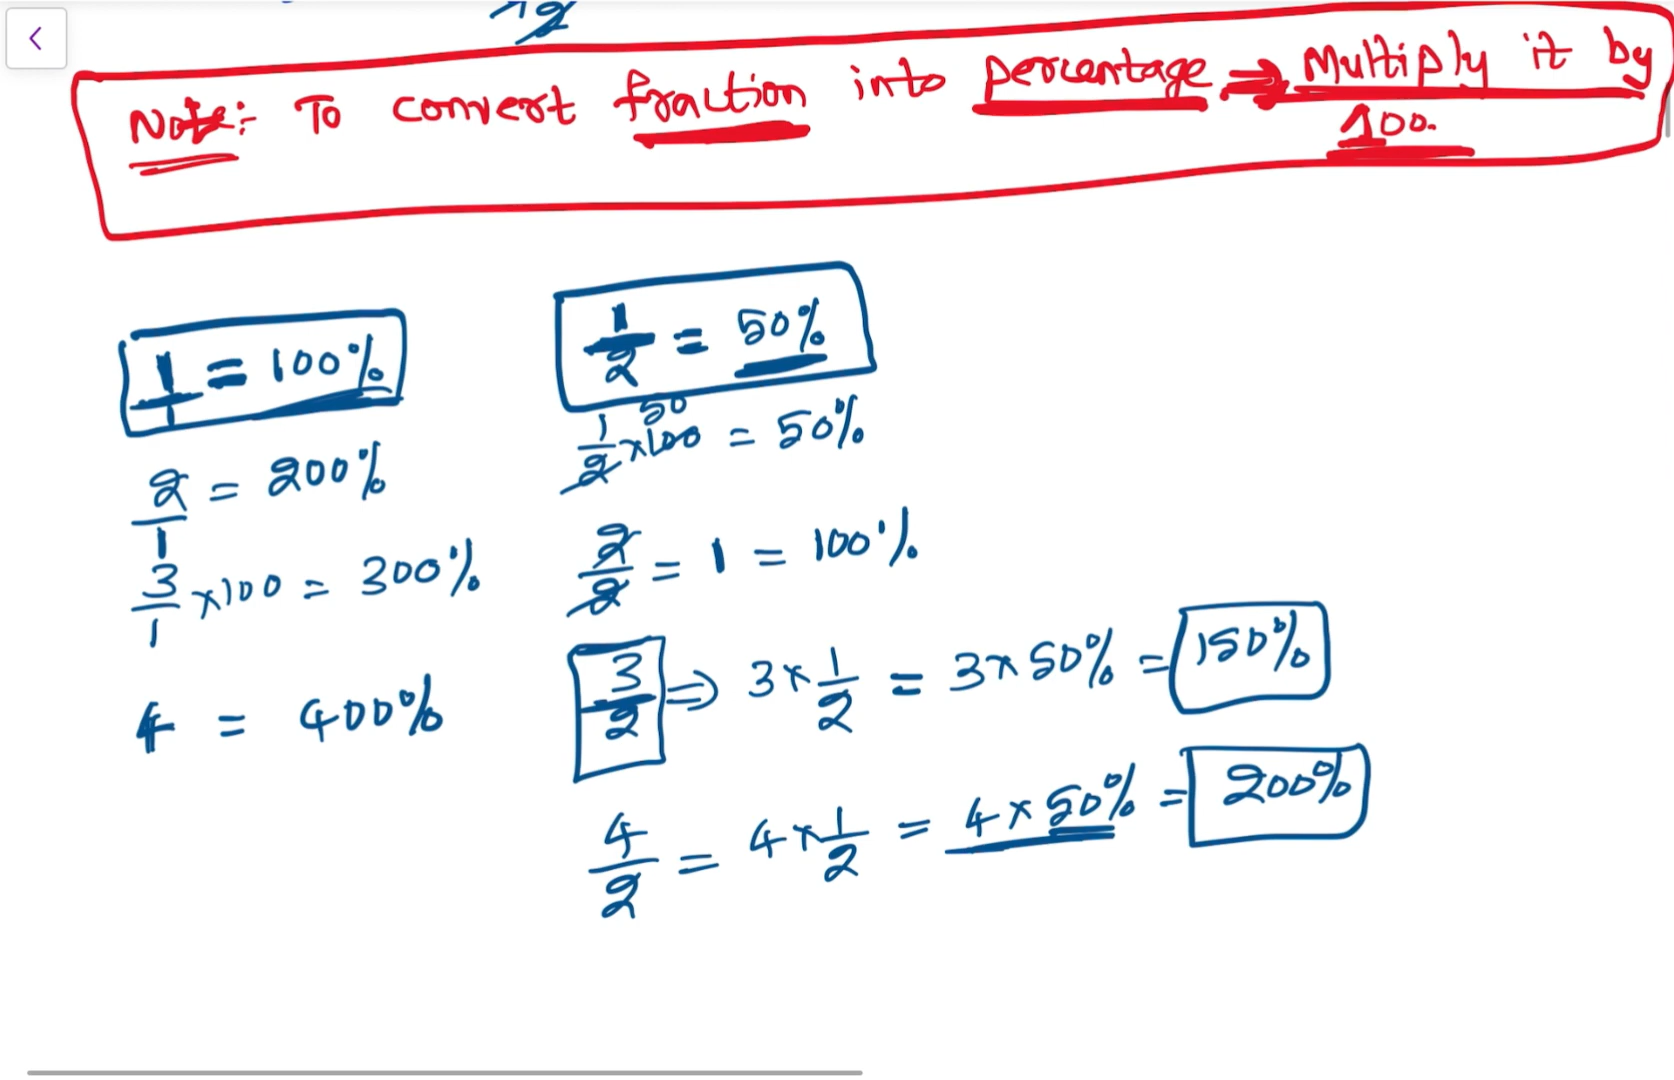 Note:- To convert fraction into percentage ⇒ Multiply it by
100.
1/1 = 100%
2/1 = 200%
3/1 × 100 = 300%
4 = 400%
1/2 = 50%
50
1/2 × 100 = 50%
2/2 = 1 = 100%
3/2 ⇒ 3 × 1/2 = 3 × 50% = 150%
4/2 = 4 × 1/2 = 4 × 50% = 200%